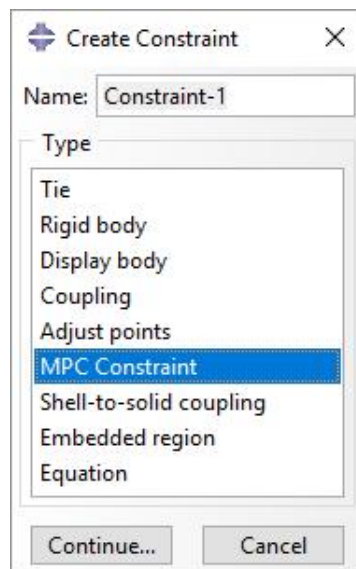 Create Constraint
Name: Constraint-1
Type
Tie
Rigid body
Display body
Coupling
Adjust points
MPC Constraint
Shell-to-solid coupling
Embedded region
Equation
Continue... Cancel